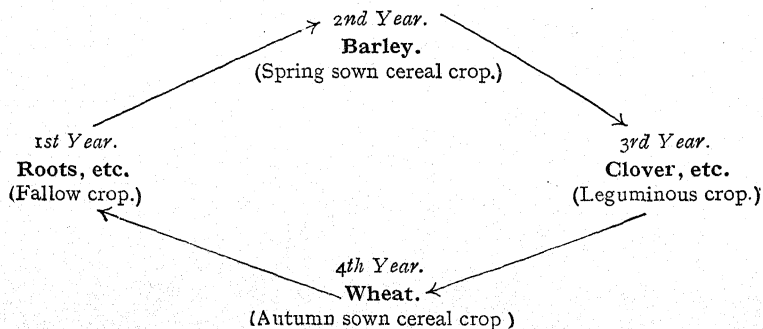 2nd Year.
Barley.
(Spring sown cereal crop.)
1st Year.
Roots, etc.
(Fallow crop.)
3rd Year.
Clover, etc.
(Leguminous crop.)
4th Year.
Wheat.
(Autumn sown cereal crop )